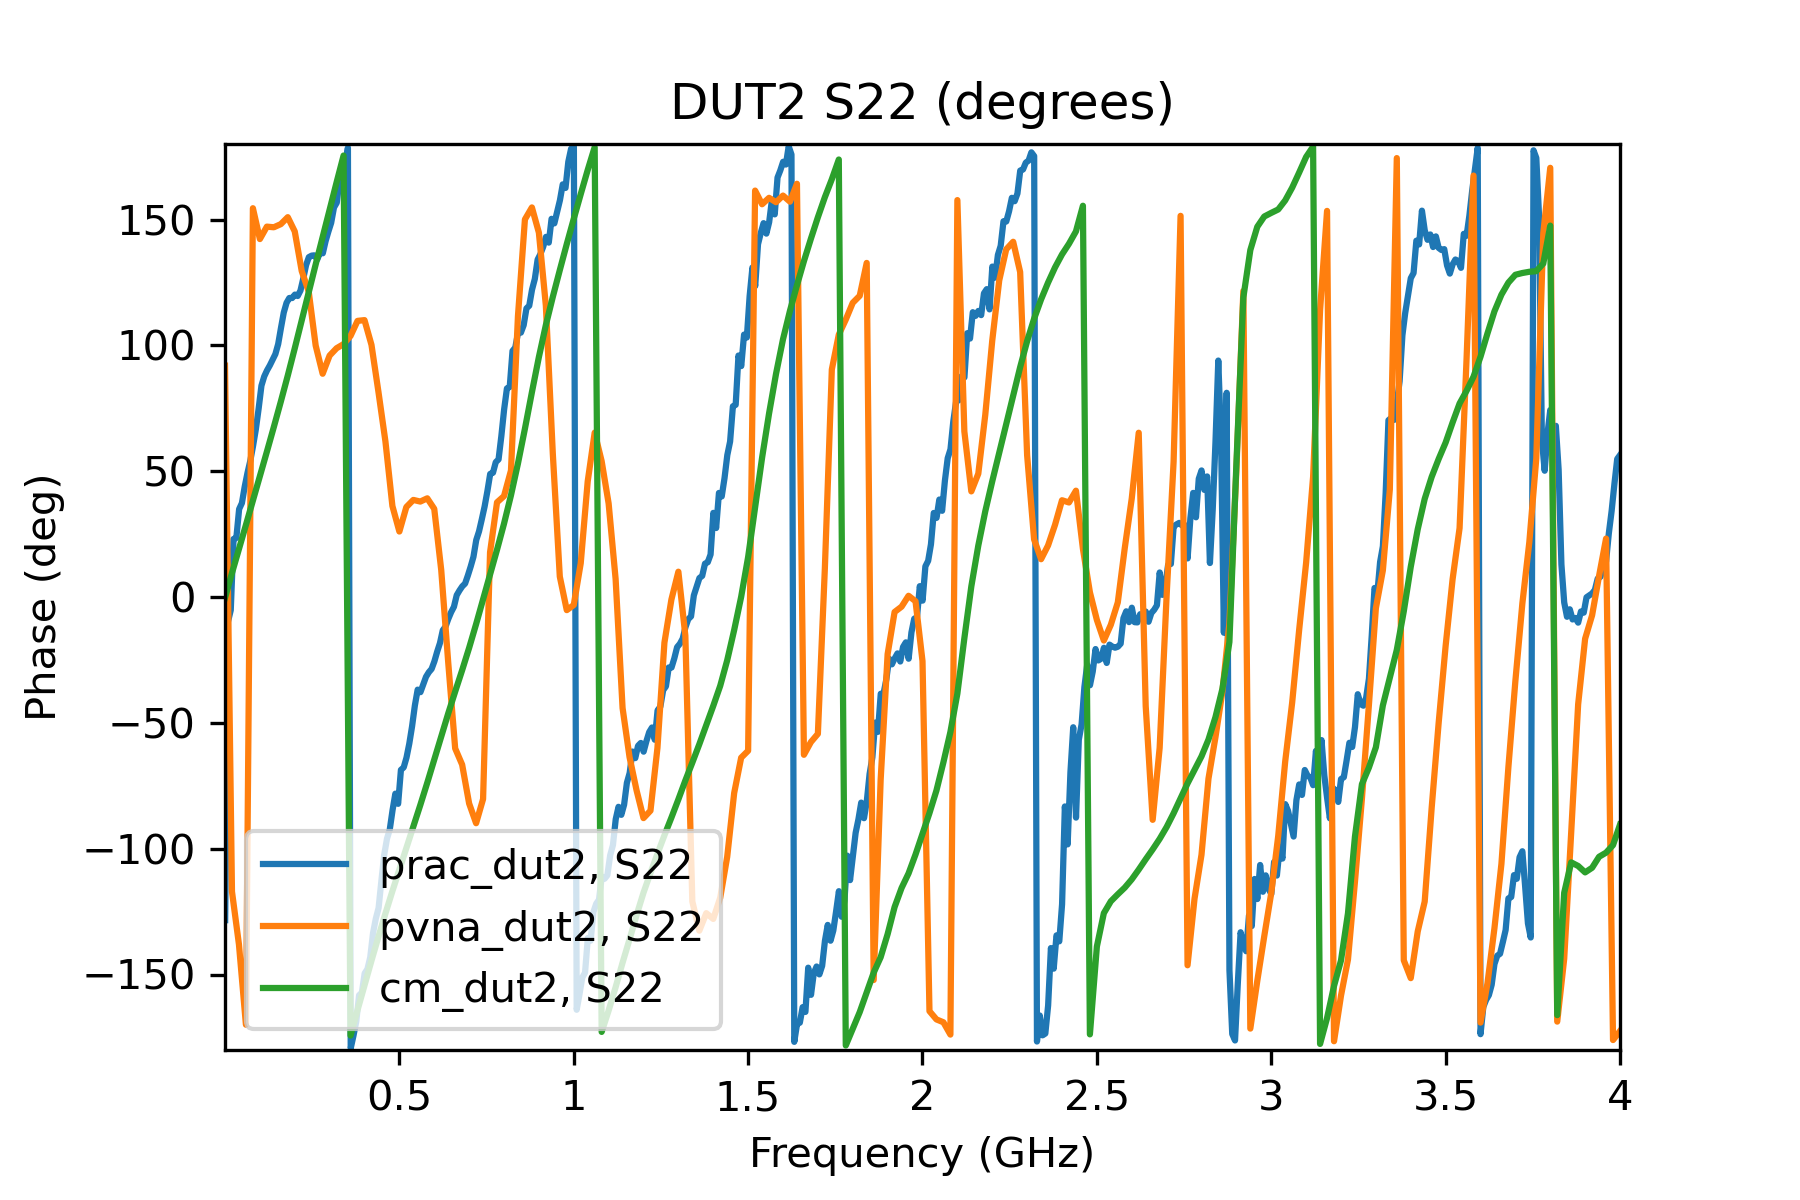 DUT2 S22 (degrees)
Phase (deg)
150
100
50
0
−50
−100
−150
prac_dut2, S22
pvna_dut2, S22
cm_dut2, S22
0.5 1 1.5 2 2.5 3 3.5 4
Frequency (GHz)